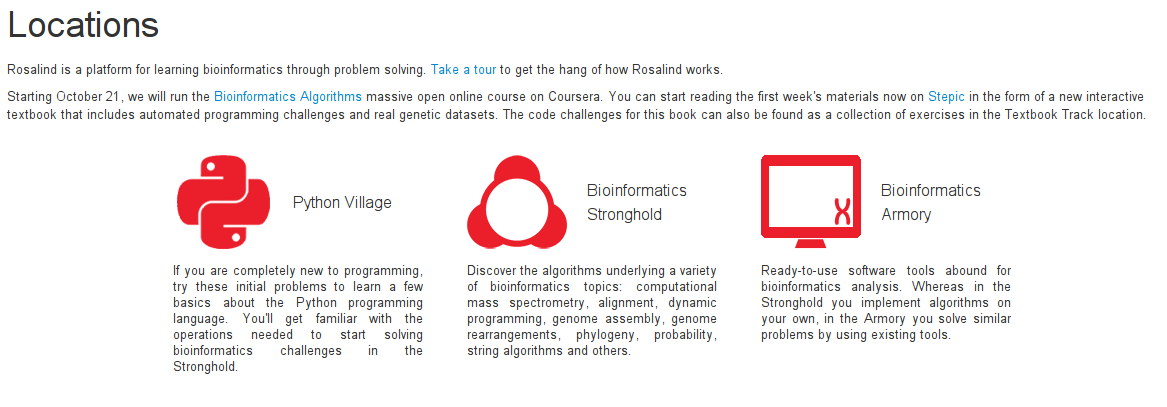 Locations
Rosalind is a platform for learning bioinformatics through problem solving. Take a tour to get the hang of how Rosalind works.
Starting October 21, we will run the Bioinformatics Algorithms massive open online course on Coursera. You can start reading the first week's materials now on Stepic in the form of a new interactive
textbook that includes automated programming challenges and real genetic datasets. The code challenges for this book can also be found as a collection of exercises in the Textbook Track location.
Python Village
If you are completely new to programming,
try these initial problems to learn a few
basics about the Python programming
language. You'll get familiar with the
operations needed to start solving
bioinformatics challenges in the
Stronghold.
Bioinformatics
Stronghold
Discover the algorithms underlying a variety
of bioinformatics topics: computational
mass spectrometry, alignment, dynamic
programming, genome assembly, genome
rearrangements, phylogeny, probability,
string algorithms and others.
Bioinformatics
Armory
Ready-to-use software tools abound for
bioinformatics analysis. Whereas in the
Stronghold you implement algorithms on
your own, in the Armory you solve similar
problems by using existing tools.